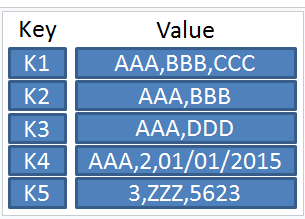 Key Value
K1 AAA,BBB,CCC
K2 AAA,BBB
K3 AAA,DDD
K4 AAA,2,01/01/2015
K5 3,ZZZ,5623